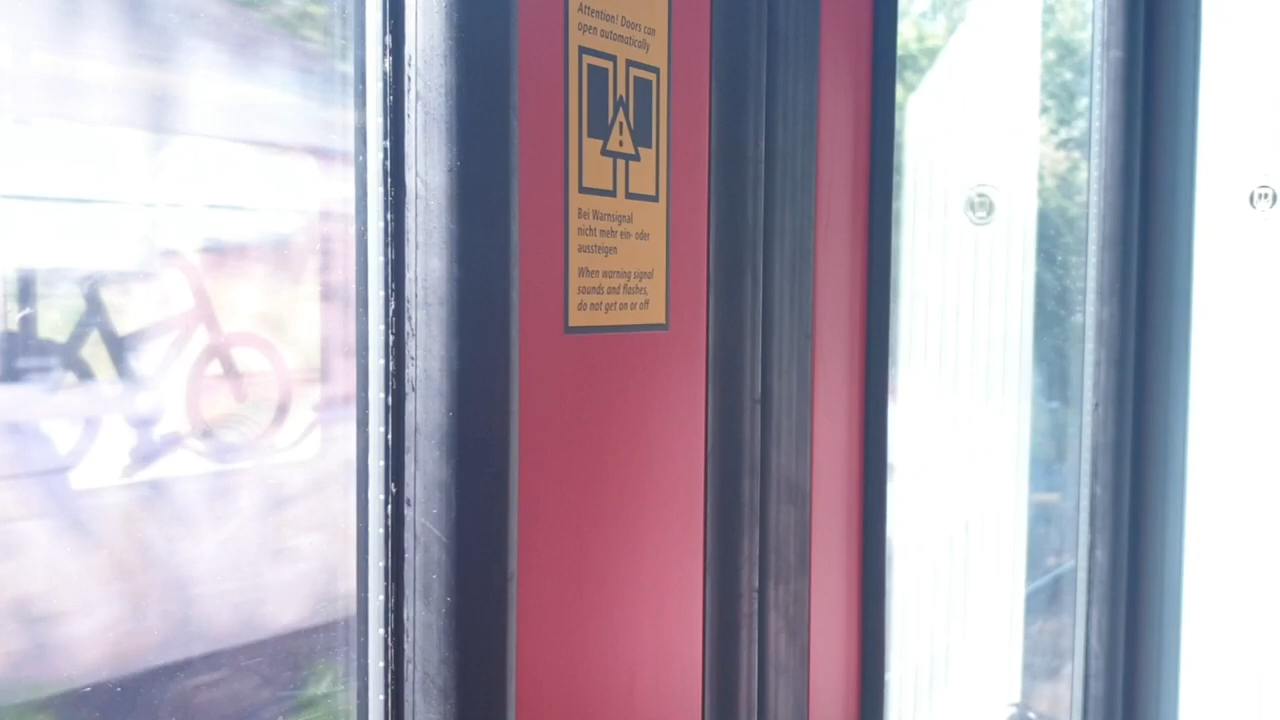 Attention! Doors can
open automatically
Bei Warnsignal
nicht mehr ein- oder
aussteigen
When warning signal
sounds and flashes,
do not get on or off